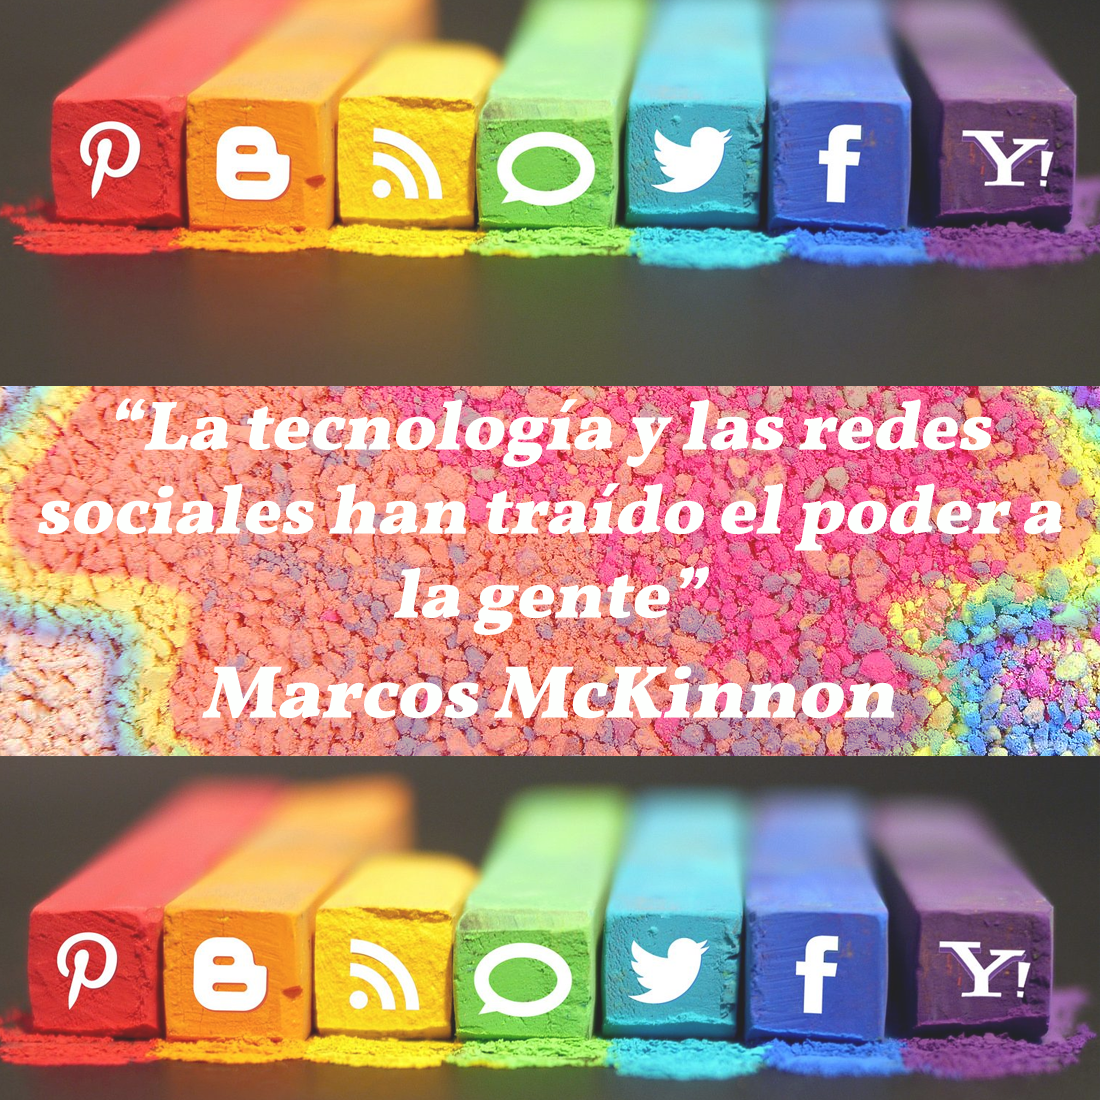 Y!
“La tecnología y las redes
sociales han traído el poder a
la gente”
Marcos McKinnon
Y!